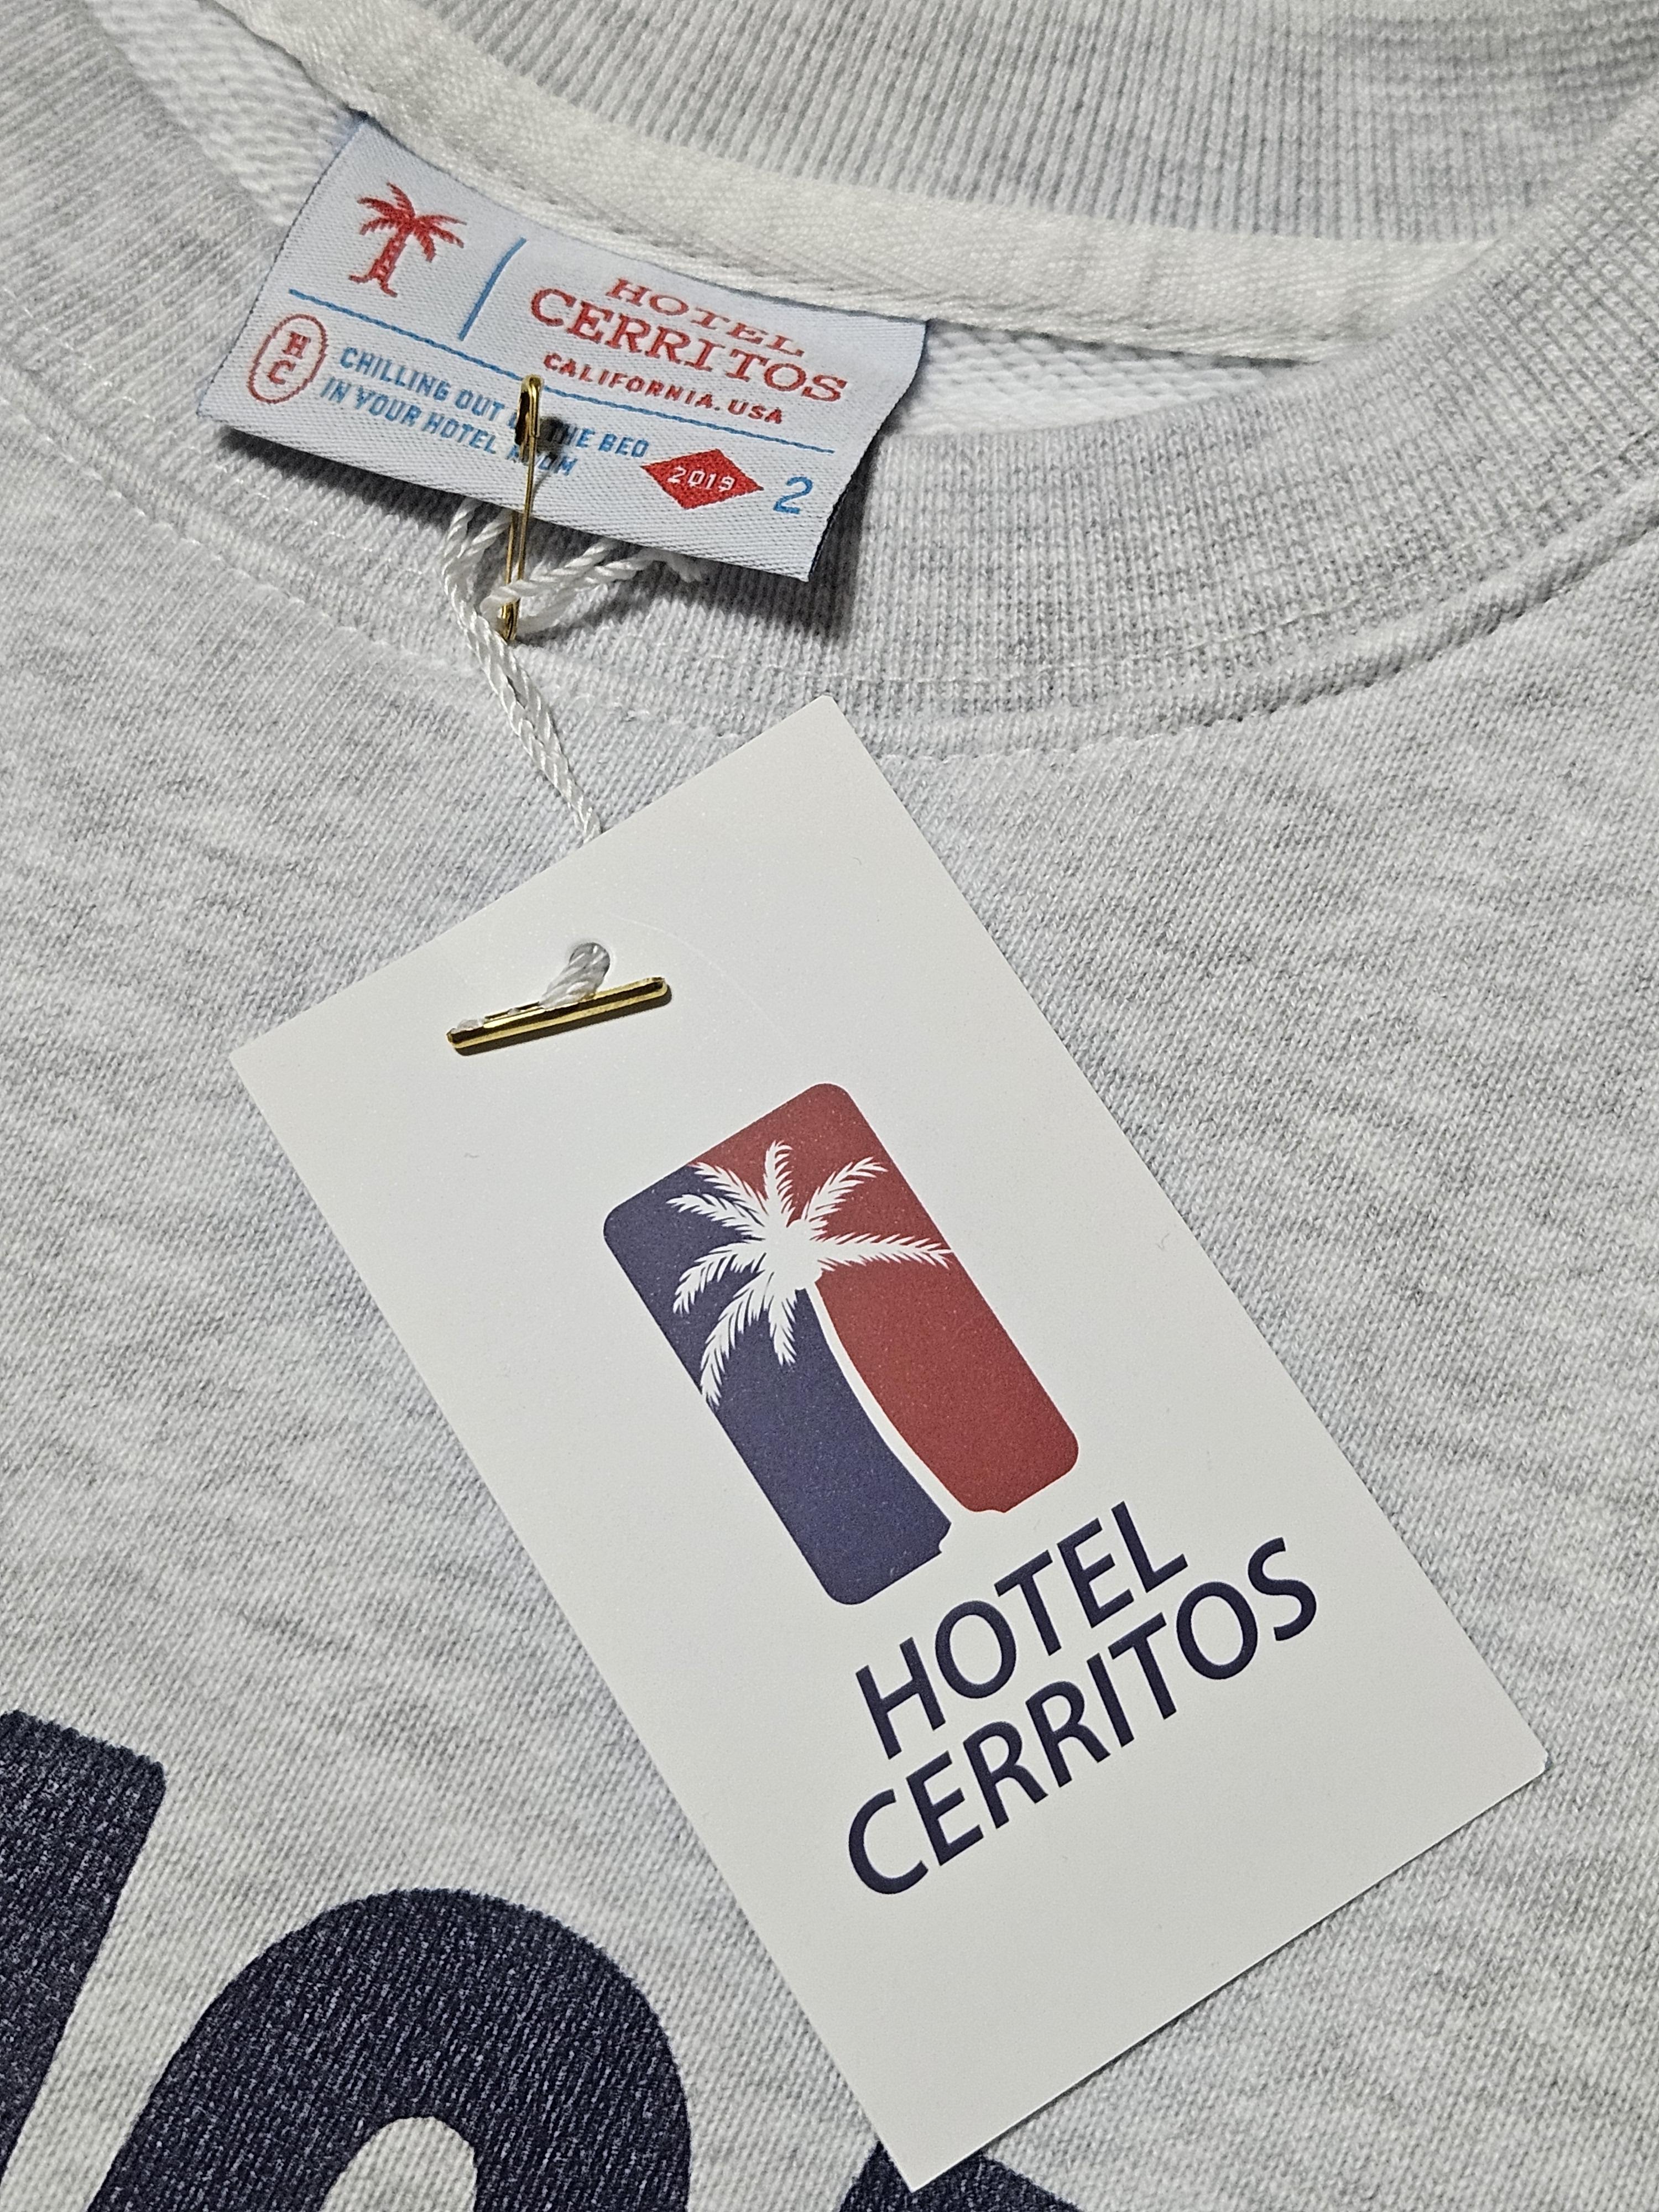 HOTEL
CERRITOS
CALIFORNIA. USA
H
C
CHILLING OUT THE BED
IN YOUR HOTEL
2019
2
HOTEL
CERRITOS